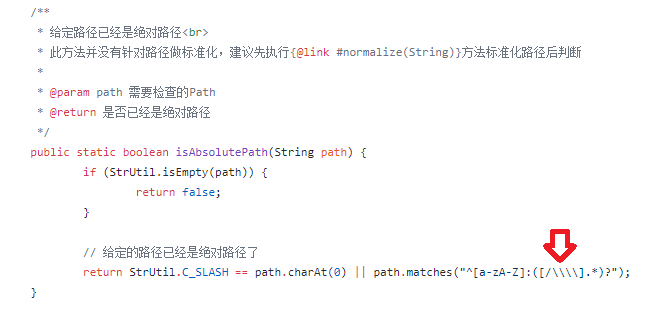 /**
* 给定路径已经是绝对路径<br>
* 此方法并没有针对路径做标准化，建议先执行{@link #normalize(String)}方法标准化路径后判断
*
* @param path 需要检查的Path
* @return 是否已经是绝对路径
*/
public static boolean isAbsolutePath(String path) {
if (StrUtil.isEmpty(path)) {
return false;
}
// 给定的路径已经是绝对路径了
return StrUtil.C_SLASH == path.charAt(0) || path.matches("^[a-zA-Z]:([/\\\\].*)?");
}